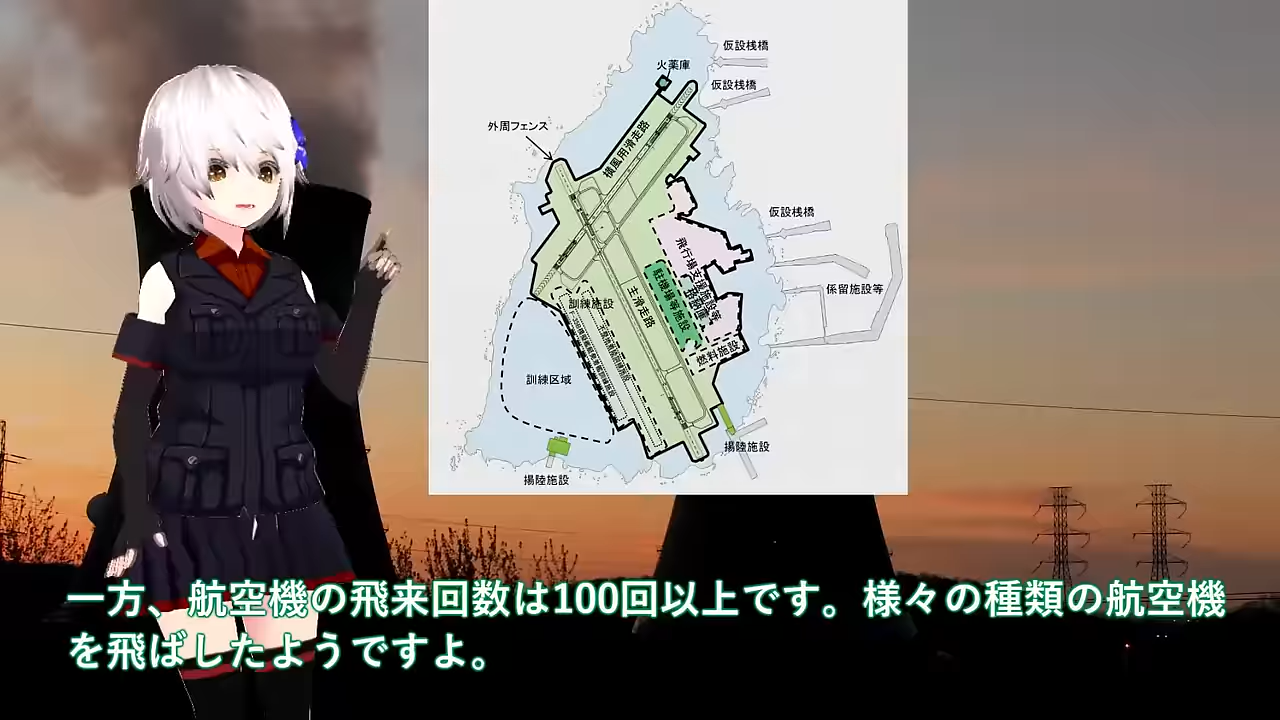 仮設桟橋
火薬庫
仮設桟橋
外周フェンス
横風用滑走路
仮設桟橋
飛行場支援施設等
駐機場等施設
係留施設等
訓練施設
主滑走路
燃料施設
訓練区域
揚陸施設
揚陸施設
一方、航空機の飛来回数は100回以上です。様々の種類の航空機
を飛ばしたようですよ。